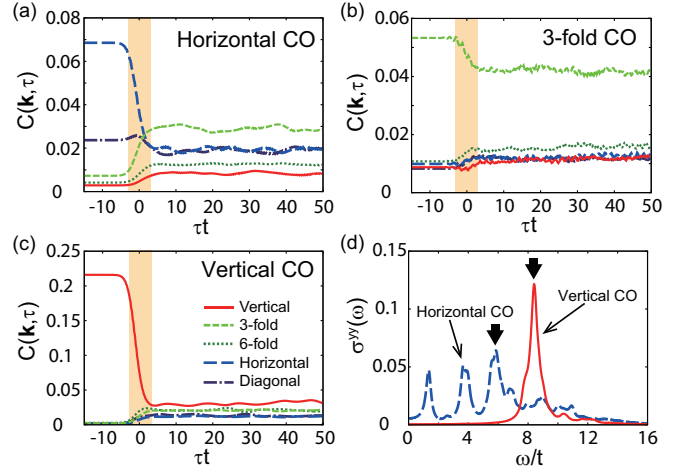 (a)
Horizontal CO
C(k,τ)
0.08
0.06
0.04
0.02
0
-10 0 10 20 30 40 50
τt
(b)
3-fold CO
C(k,τ)
0.06
0.04
0.02
0
-10 0 10 20 30 40 50
τt
(c)
Vertical CO
C(k,τ)
0.25
0.20
0.15
0.10
0.05
0
Vertical
3-fold
6-fold
Horizontal
Diagonal
-10 0 10 20 30 40 50
τt
(d)
σyy(ω)
0.15
0.1
0.05
0
Horizontal CO
Vertical CO
0 4 8 12 16
ω/t